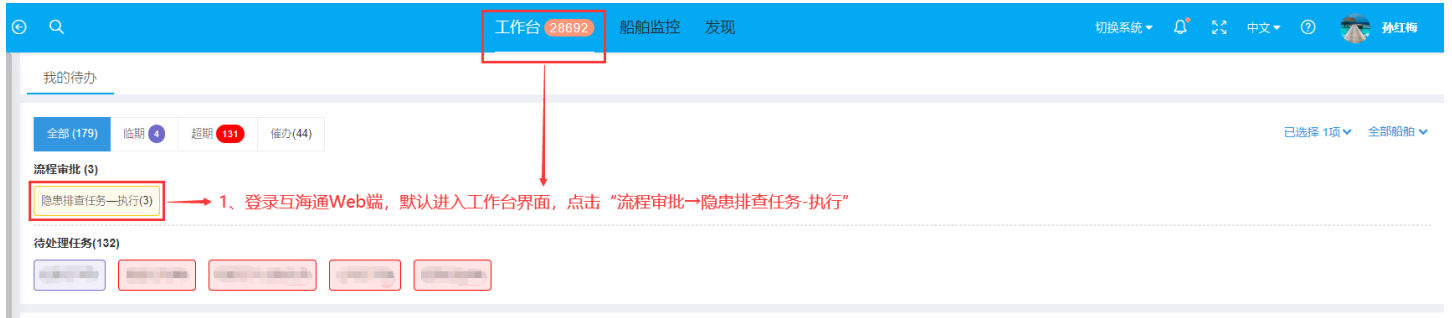 工作台 28692 船舶监控 发现 切换系统 中文 孙红梅
我的待办
全部 (179) 临期 4 超期 131 催办(44) 已选择 1项 全部船舶
流程审批 (3)
隐患排查任务—执行(3) 1、登录互海通Web端，默认进入工作台界面，点击“流程审批→隐患排查任务-执行”
待处理任务(132)